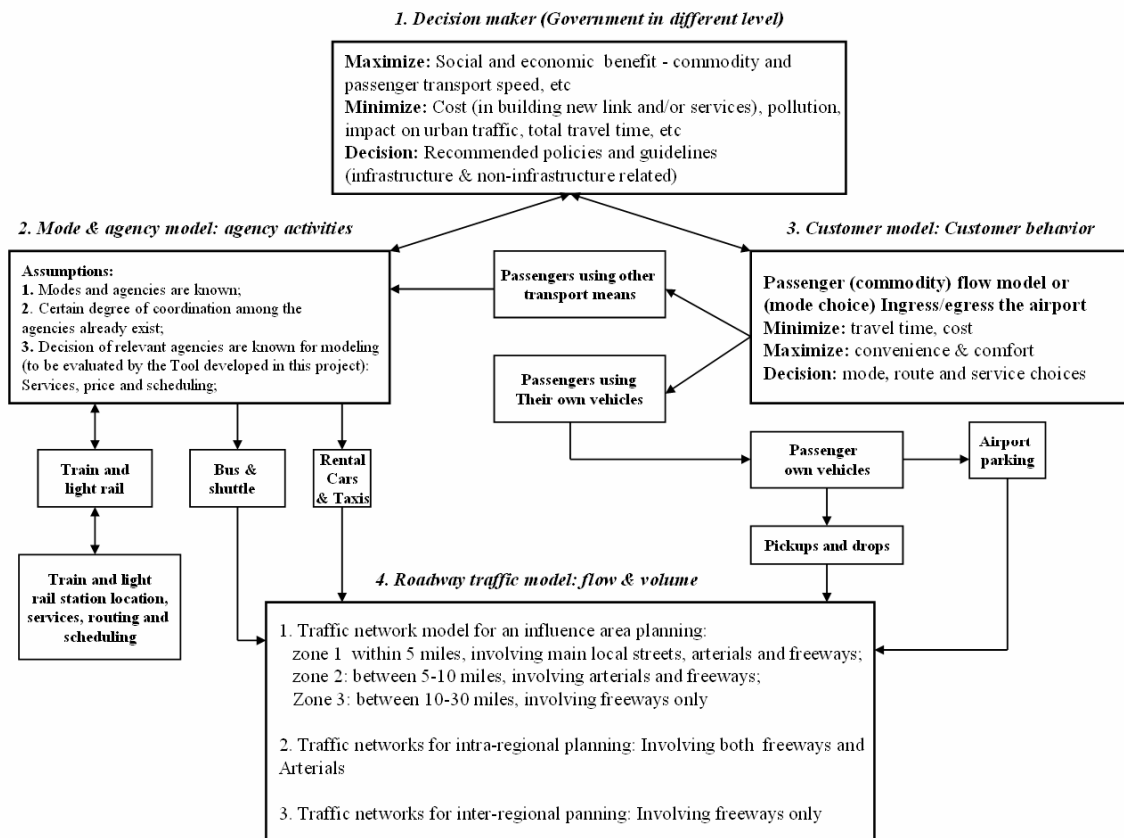 1. Decision maker (Government in different level)
Maximize: Social and economic benefit - commodity and
passenger transport speed, etc
Minimize: Cost (in building new link and/or services), pollution,
impact on urban traffic, total travel time, etc
Decision: Recommended policies and guidelines
(infrastructure & non-infrastructure related)
2. Mode & agency model: agency activities
Assumptions:
1. Modes and agencies are known;
2. Certain degree of coordination among the
agencies already exist;
3. Decision of relevant agencies are known for modeling
(to be evaluated by the Tool developed in this project):
Services, price and scheduling;
Passengers using other
transport means
Passengers using
Their own vehicles
3. Customer model: Customer behavior
Passenger (commodity) flow model or
(mode choice) Ingress/egress the airport
Minimize: travel time, cost
Maximize: convenience & comfort
Decision: mode, route and service choices
Train and
light rail
Bus &
shuttle
Rental
Cars
& Taxis
Passenger
own vehicles
Airport
parking
Pickups and drops
Train and light
rail station location,
services, routing and
scheduling
4. Roadway traffic model: flow & volume
1. Traffic network model for an influence area planning:
zone 1 within 5 miles, involving main local streets, arterials and freeways;
zone 2: between 5-10 miles, involving arterials and freeways;
Zone 3: between 10-30 miles, involving freeways only
2. Traffic networks for intra-regional planning: Involving both freeways and
Arterials
3. Traffic networks for inter-regional panning: Involving freeways only